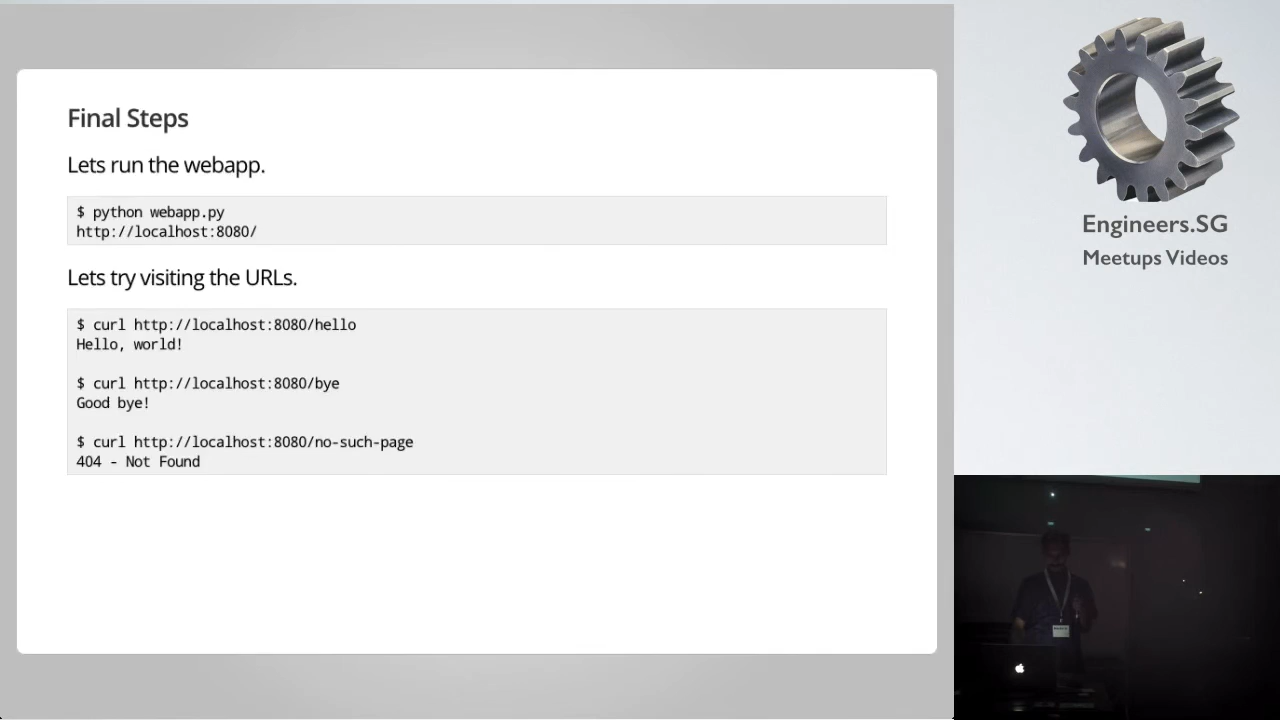 Final Steps
Lets run the webapp.
$ python webapp.py
http://localhost:8080/
Lets try visiting the URLs.
$ curl http://localhost:8080/hello
Hello, world!
$ curl http://localhost:8080/bye
Good bye!
$ curl http://localhost:8080/no-such-page
404 - Not Found
Engineers.SG
Meetups Videos